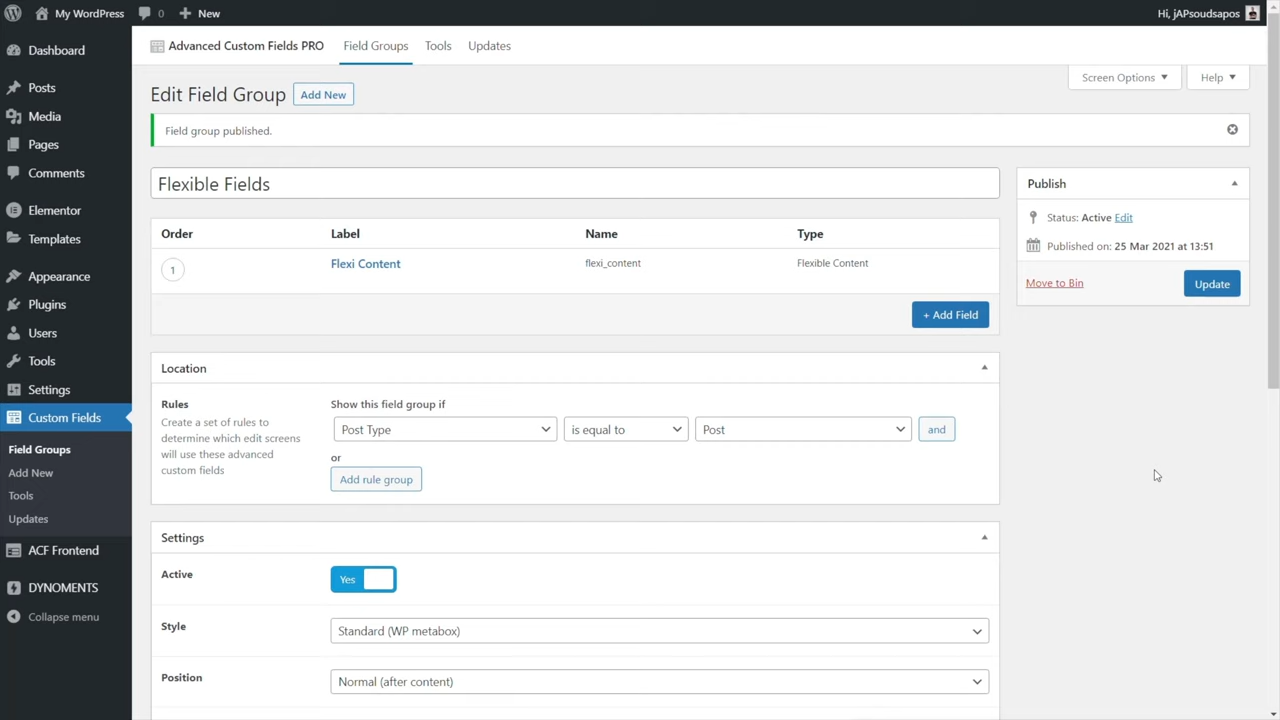 My WordPress
0
New
Hi, jAPsoudsapos
Dashboard
Posts
Media
Pages
Comments
Elementor
Templates
Appearance
Plugins
Users
Tools
Settings
Custom Fields
Field Groups
Add New
Tools
Updates
ACF Frontend
DYNOMENTS
Collapse menu
Advanced Custom Fields PRO
Field Groups
Tools
Updates
Screen Options
Help
Edit Field Group
Add New
Field group published.
Flexible Fields
Order Label Name Type
1 Flexi Content flexi_content Flexible Content
+ Add Field
Location
Rules
Create a set of rules to
determine which edit screens
will use these advanced
custom fields
Show this field group if
Post Type
is equal to
Post
and
or
Add rule group
Settings
Active
Yes
Style
Standard (WP metabox)
Position
Normal (after content)
Publish
Status: Active Edit
Published on: 25 Mar 2021 at 13:51
Move to Bin
Update